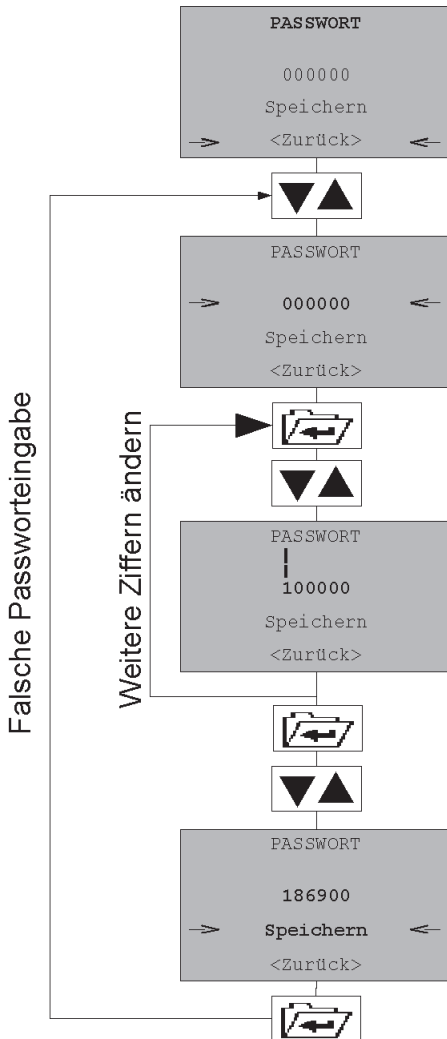 PASSWORT
000000
Speichern
<Zurück>
PASSWORT
000000
Speichern
<Zurück>
PASSWORT
100000
Speichern
<Zurück>
PASSWORT
186900
Speichern
<Zurück>
Falsche Passworteingabe
Weitere Ziffern ändern